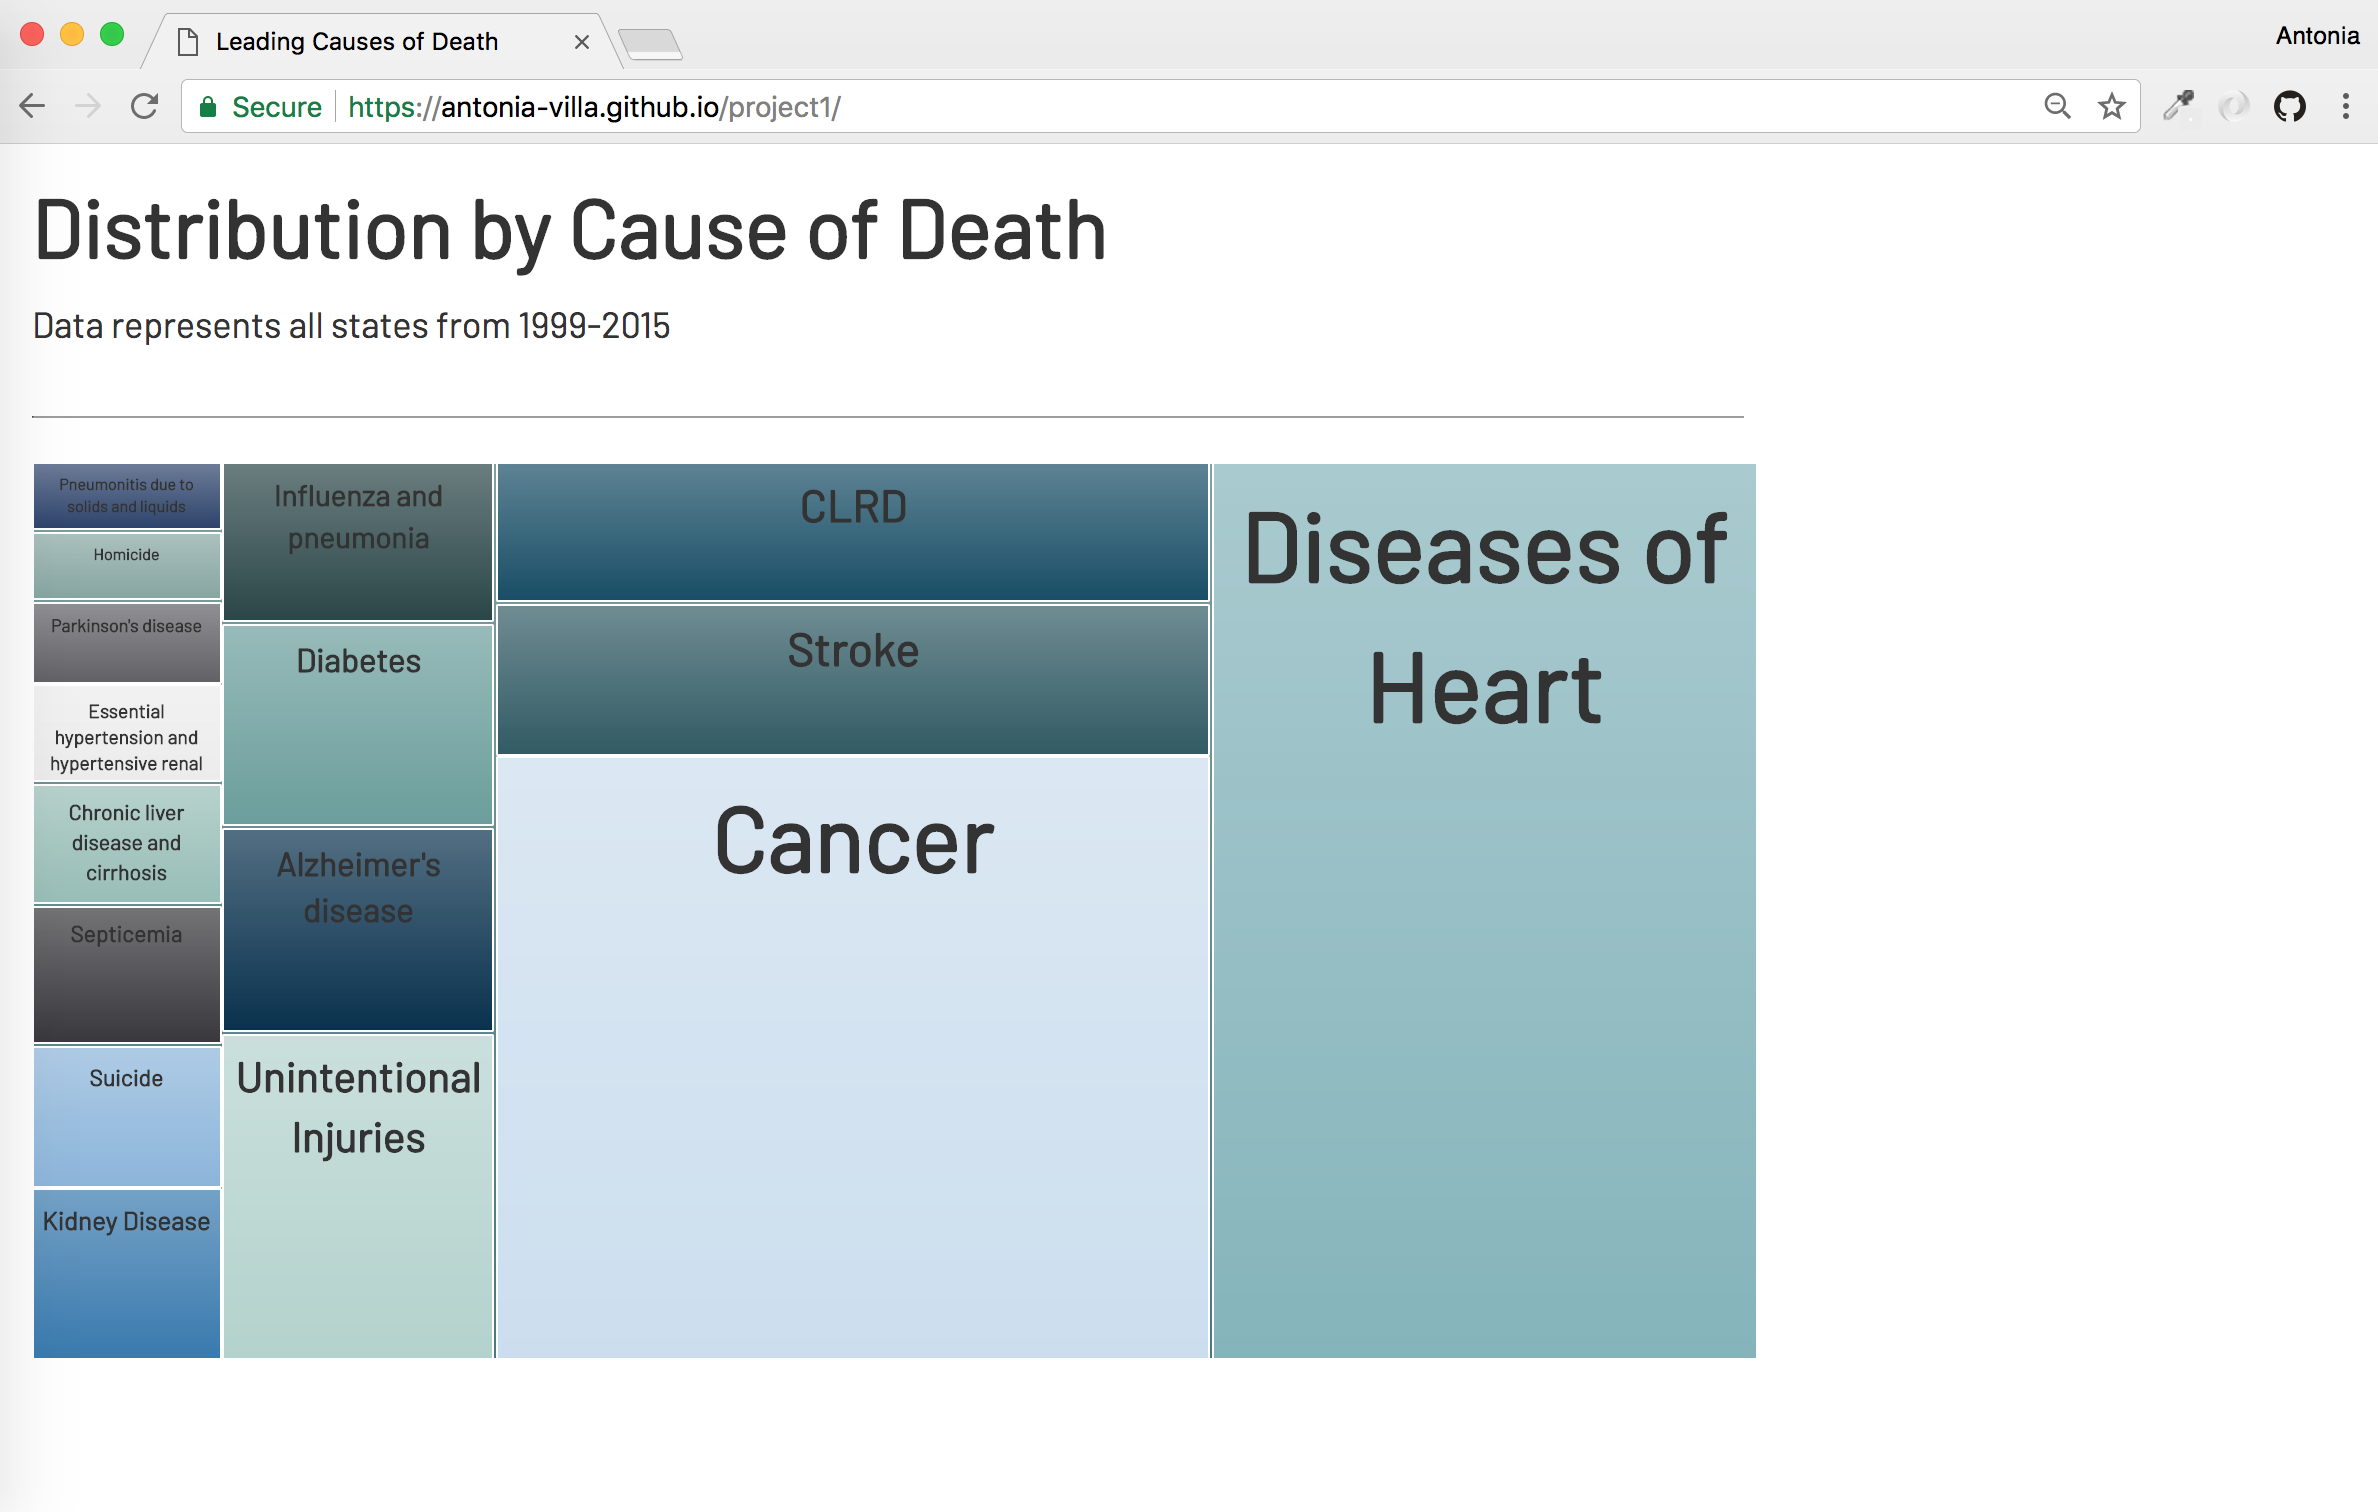 Leading Causes of Death
Antonia
Secure
https://antonia-villa.github.io/project1/
Distribution by Cause of Death
Data represents all states from 1999-2015
Pneumonitis due to
solids and liquids
Homicide
Parkinson's disease
Essential
hypertension and
hypertensive renal
Chronic liver
disease and
cirrhosis
Septicemia
Suicide
Kidney Disease
Influenza and
pneumonia
Diabetes
Alzheimer's
disease
Unintentional
Injuries
CLRD
Stroke
Cancer
Diseases of
Heart